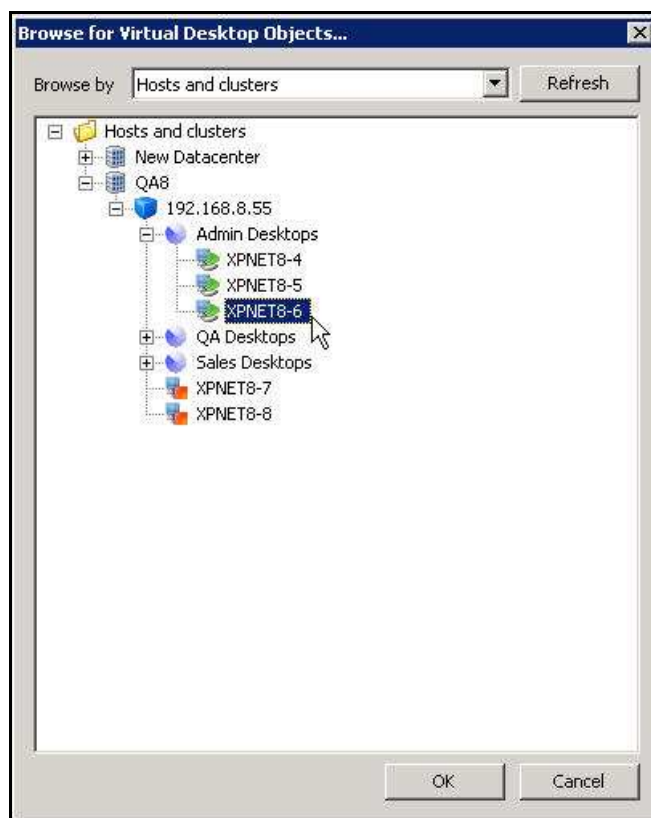 Browse for Virtual Desktop Objects...
Browse by Hosts and clusters Refresh
Hosts and clusters
New Datacenter
QA8
192.168.8.55
Admin Desktops
XPNET8-4
XPNET8-5
XPNET8-6
QA Desktops
Sales Desktops
XPNET8-7
XPNET8-8
OK Cancel